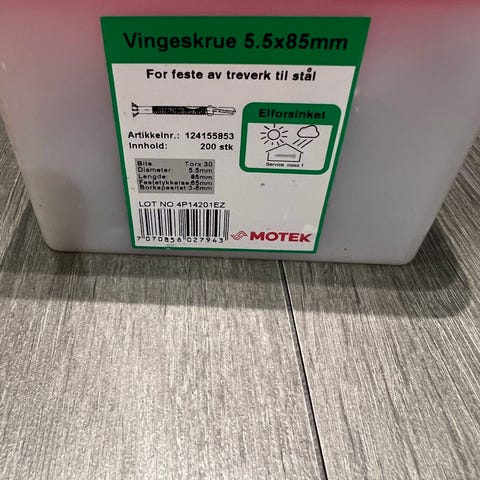 Vingeskrue 5.5x85mm
For feste av treverk til stål
Elforsinket
Artikkelnr.: 124155853
Innhold: 200 stk
Service class 1
Bits Torx 30
Diameter: 5.5mm
Lengde: 85mm
Festetykkelse:65mm
Borkapasitet 3-6mm
LOT NO.4P14201EZ
7 070856 027943
MOTEK